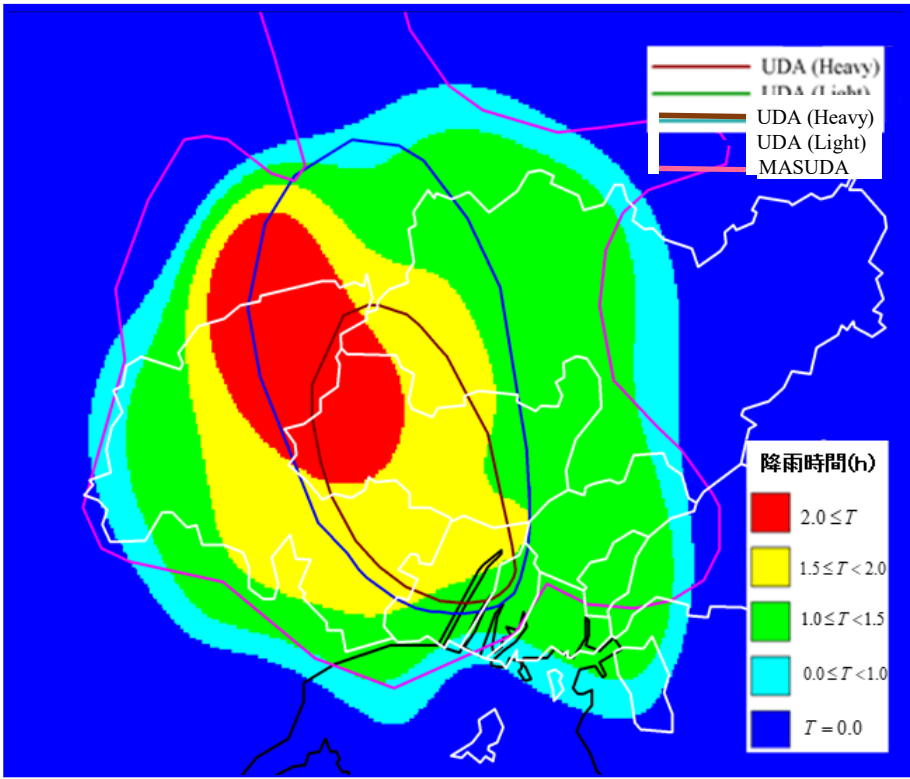 UDA (Heavy)
UDA (Light)
UDA (Heavy)
UDA (Light)
MASUDA
降雨時間(h)
2.0≤T
1.5≤T<2.0
1.0≤T<1.5
0.0≤T<1.0
T=0.0